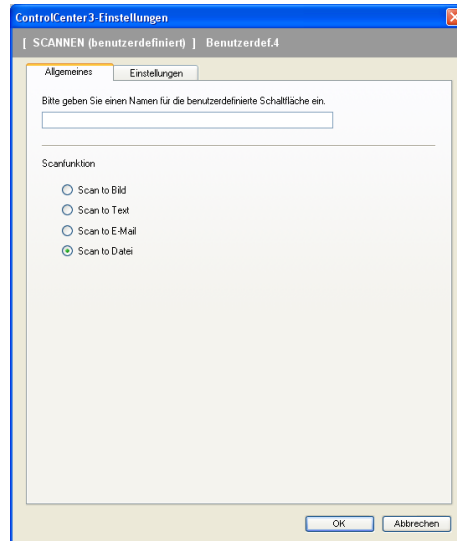 ControlCenter3-Einstellungen
[ SCANNEN (benutzerdefiniert) ] Benutzerdef.4
Allgemeines Einstellungen
Bitte geben Sie einen Namen für die benutzerdefinierte Schaltfläche ein.
Scanfunktion
Scan to Bild
Scan to Text
Scan to E-Mail
Scan to Datei
OK Abbrechen